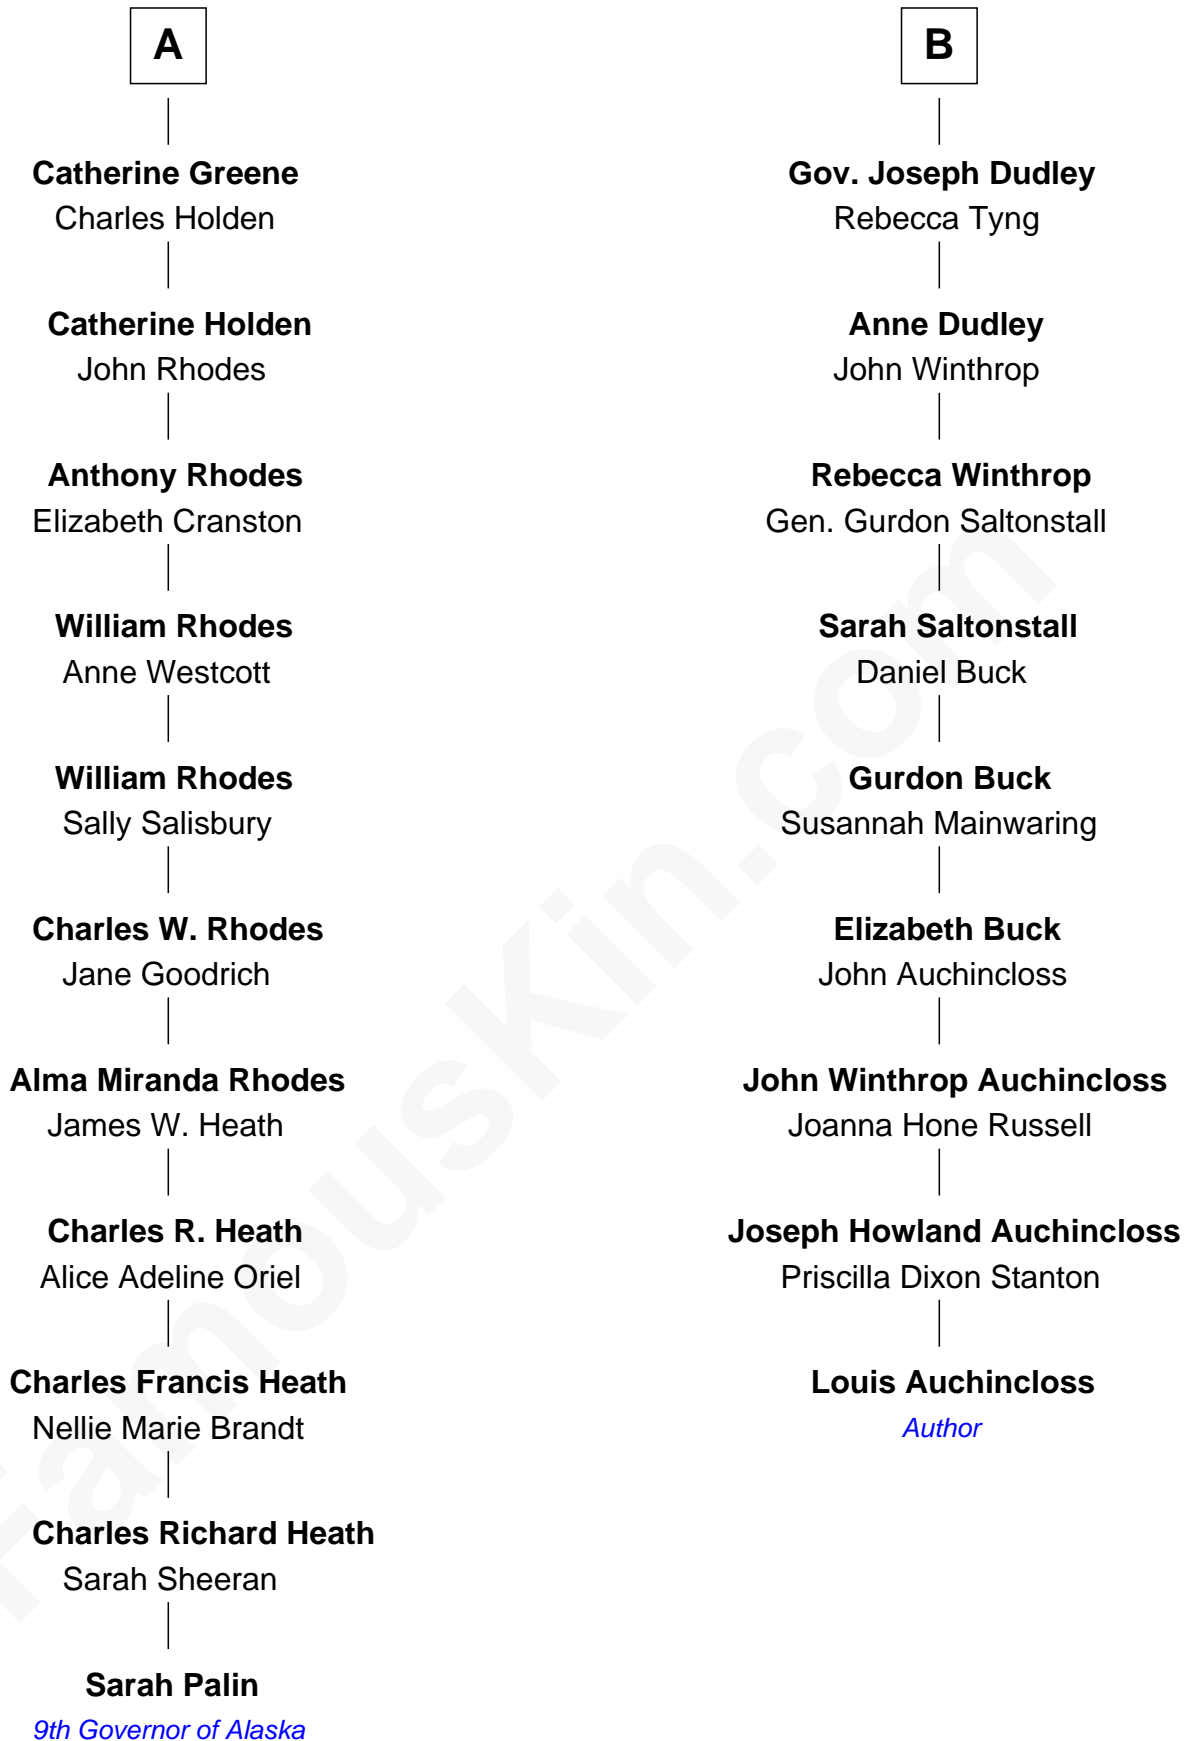 A
Catherine Greene
Charles Holden
Catherine Holden
John Rhodes
Anthony Rhodes
Elizabeth Cranston
William Rhodes
Anne Westcott
William Rhodes
Sally Salisbury
Charles W. Rhodes
Jane Goodrich
Alma Miranda Rhodes
James W. Heath
Charles R. Heath
Alice Adeline Oriel
Charles Francis Heath
Nellie Marie Brandt
Charles Richard Heath
Sarah Sheeran
Sarah Palin
9th Governor of Alaska
B
Gov. Joseph Dudley
Rebecca Tyng
Anne Dudley
John Winthrop
Rebecca Winthrop
Gen. Gurdon Saltonstall
Sarah Saltonstall
Daniel Buck
Gurdon Buck
Susannah Mainwaring
Elizabeth Buck
John Auchincloss
John Winthrop Auchincloss
Joanna Hone Russell
Joseph Howland Auchincloss
Priscilla Dixon Stanton
Louis Auchincloss
Author
FamousKin.com